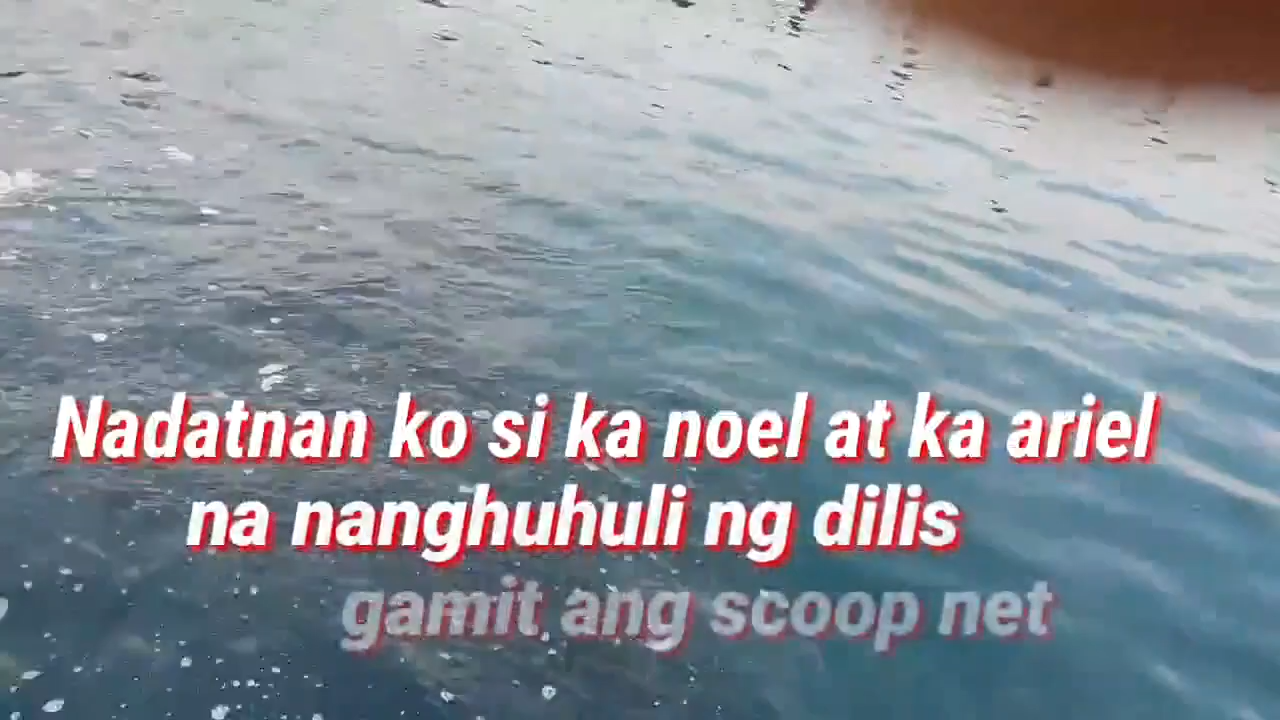 Nadatnan ko si ka noel at ka ariel
na nanghuhuli ng dilis
gamit ang scoop net